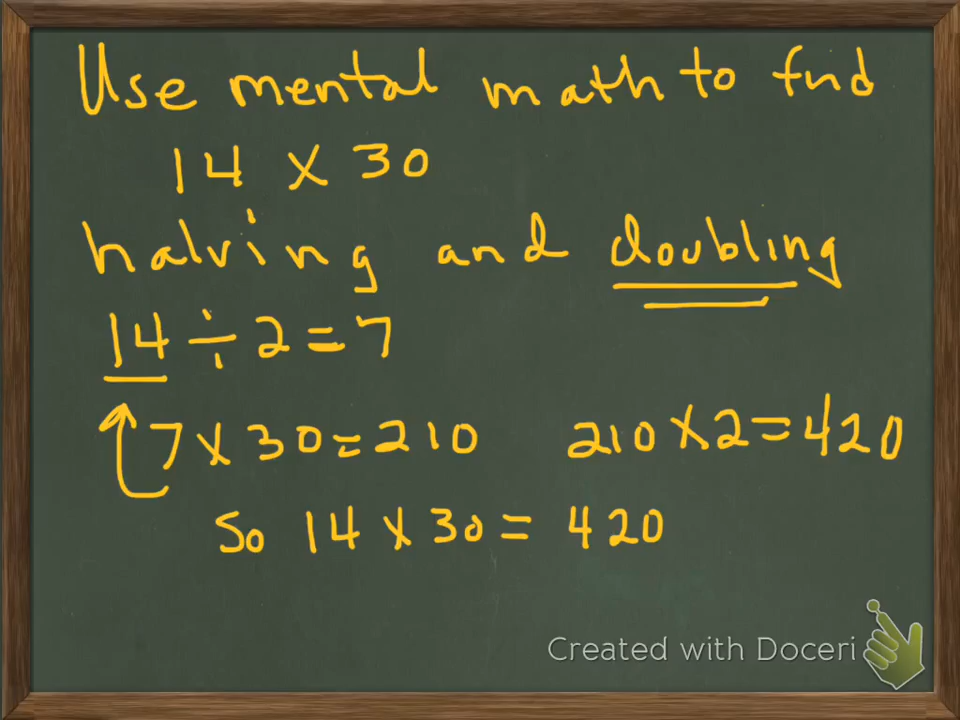 Use mental math to fnd
14 x 30
halving and doubling
14 ÷ 2 = 7
7 x 30 = 210 210 x 2 = 420
So 14 x 30 = 420
Created with Doceri